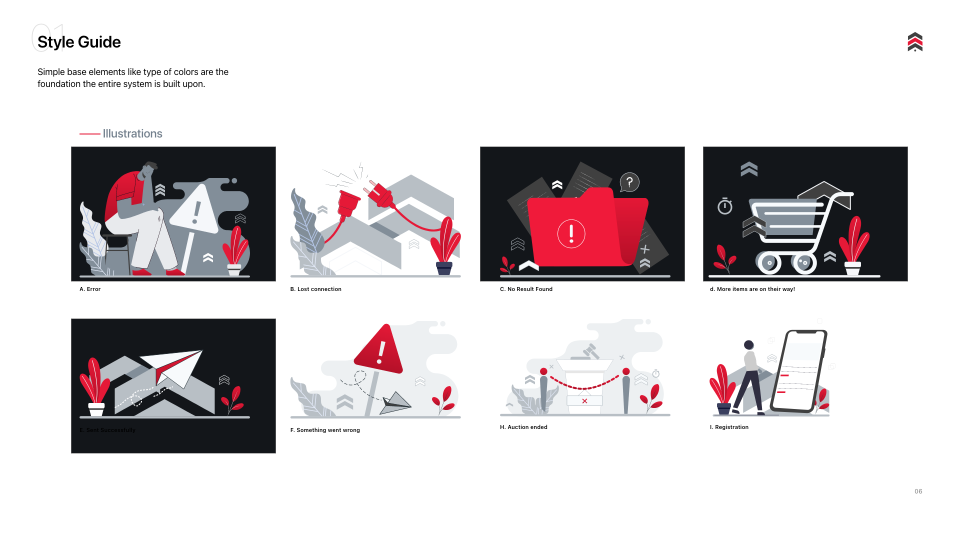 01
Style Guide
Simple base elements like type of colors are the
foundation the entire system is built upon.
Illustrations
A. Error
B. Lost connection
C. No Result Found
d. More items are on their way!
E. Sent Successfully
F. Something went wrong
H. Auction ended
I. Registration
06